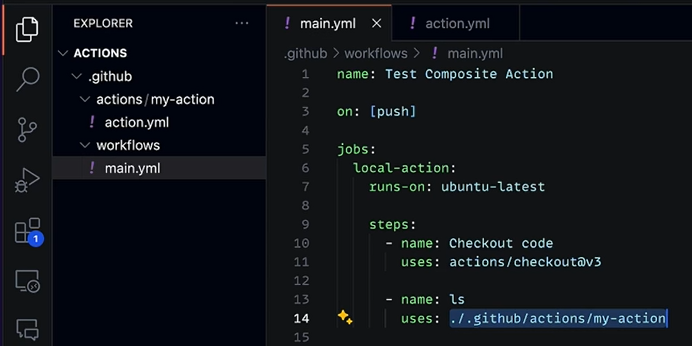 EXPLORER ...
ACTIONS
.github
actions/my-action
! action.yml
workflows
! main.yml
1
! main.yml ×
! action.yml
.github > workflows > ! main.yml
1 name: Test Composite Action
2
3 on: [push]
4
5 jobs:
6 local-action:
7 runs-on: ubuntu-latest
8
9 steps:
10 - name: Checkout code
11 uses: actions/checkout@v3
12
13 - name: ls
14 uses: ./.github/actions/my-action
15